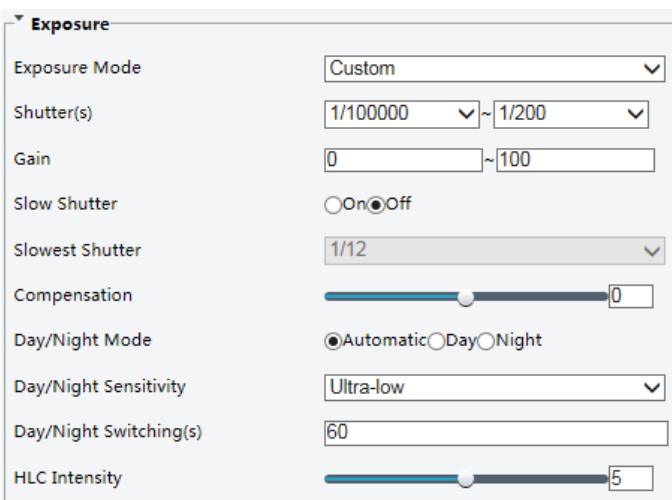 Exposure
Exposure Mode Custom
Shutter(s) 1/100000 ~ 1/200
Gain 0 ~ 100
Slow Shutter On Off
Slowest Shutter 1/12
Compensation 0
Day/Night Mode Automatic Day Night
Day/Night Sensitivity Ultra-low
Day/Night Switching(s) 60
HLC Intensity 5